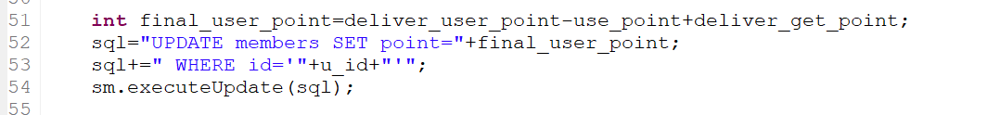 51 int final_user_point=deliver_user_point-use_point+deliver_get_point;
52 sql="UPDATE members SET point="+final_user_point;
53 sql+=" WHERE id='"+u_id+"'";
54 sm.executeUpdate(sql);
55